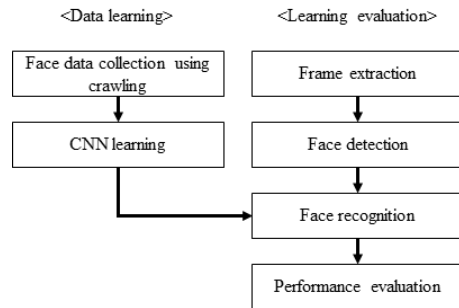 <Data learning>
Face data collection using
crawling
CNN learning
<Learning evaluation>
Frame extraction
Face detection
Face recognition
Performance evaluation